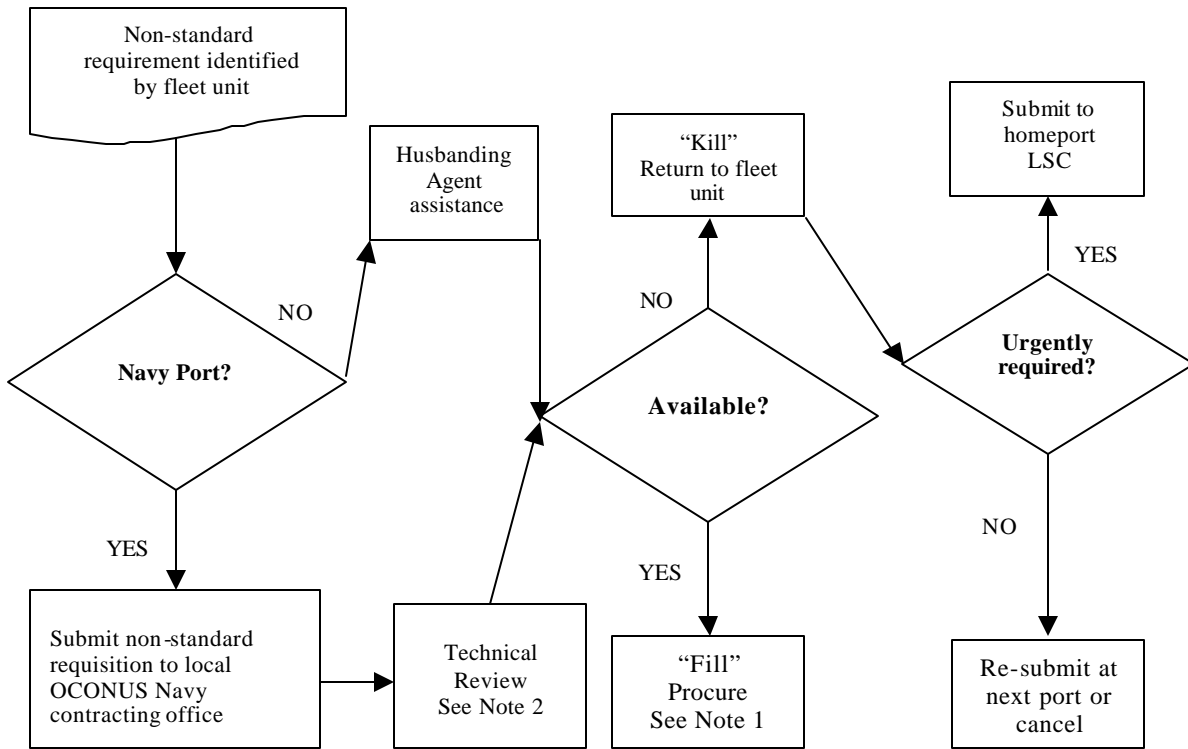 Non-standard
requirement identified
by fleet unit
Navy Port?
NO
YES
Submit non-standard
requisition to local
OCONUS Navy
contracting office
Husbanding
Agent
assistance
Technical
Review
See Note 2
Available?
NO
"Kill"
Return to fleet
unit
YES
"Fill"
Procure
See Note 1
Urgently
required?
YES
Submit to
homeport
LSC
NO
Re-submit at
next port or
cancel